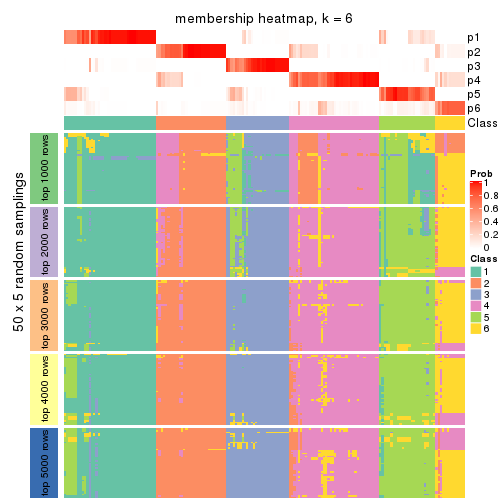 membership heatmap, k = 6
p1
p2
p3
p4
p5
p6
Class
50 x 5 random samplings
top 1000 rows
top 2000 rows
top 3000 rows
top 4000 rows
top 5000 rows
Prob
1
0.8
0.6
0.4
0.2
0
Class
1
2
3
4
5
6